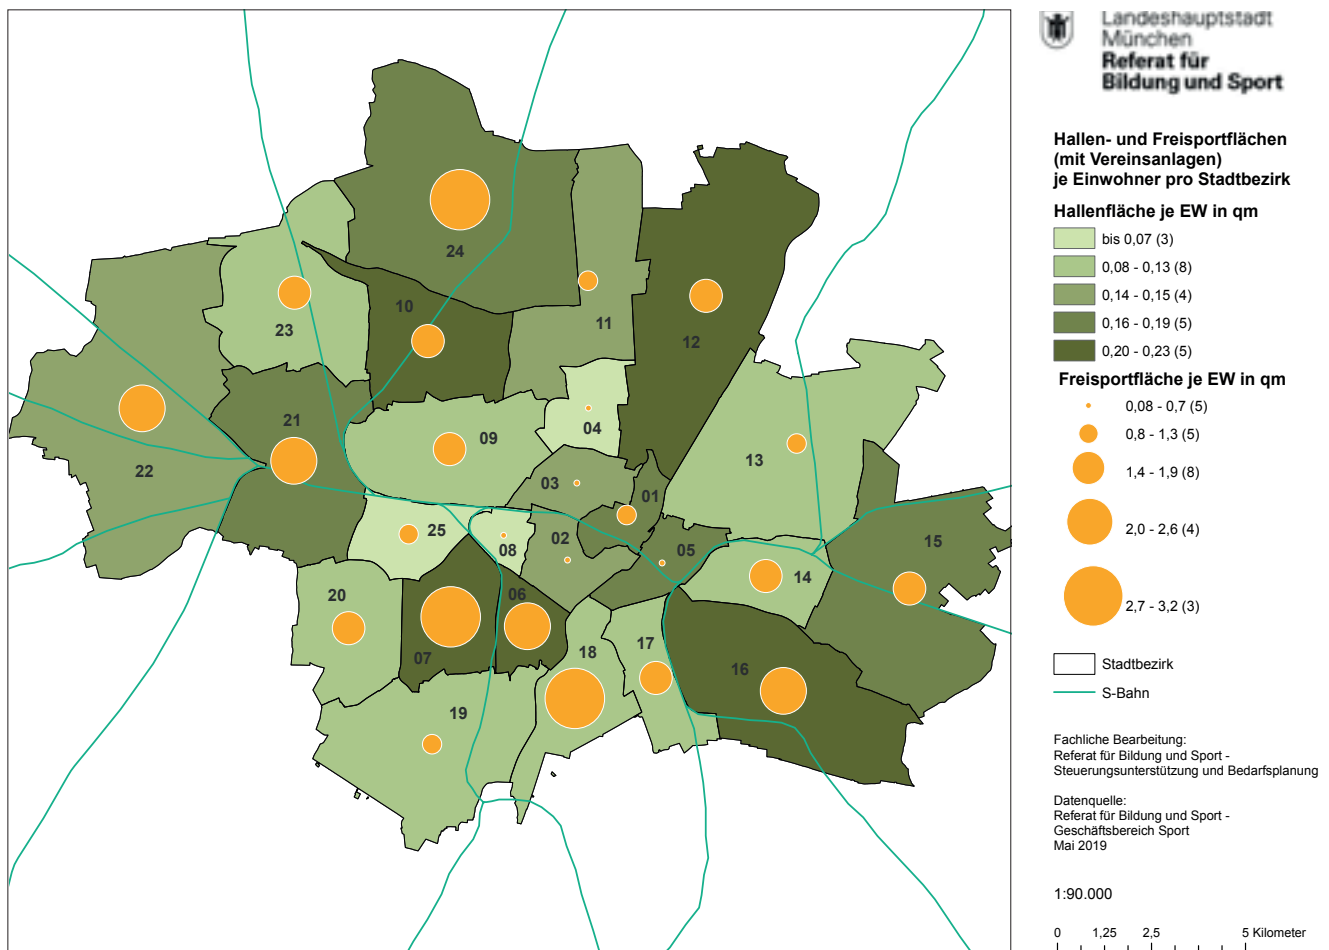 Landeshauptstadt
München
Referat für
Bildung und Sport
Hallen- und Freisportflächen
(mit Vereinsanlagen)
je Einwohner pro Stadtbezirk
Hallenfläche je EW in qm
bis 0,07 (3)
0,08 - 0,13 (8)
0,14 - 0,15 (4)
0,16 - 0,19 (5)
0,20 - 0,23 (5)
Freisportfläche je EW in qm
0,08 - 0,7 (5)
0,8 - 1,3 (5)
1,4 - 1,9 (8)
2,0 - 2,6 (4)
2,7 - 3,2 (3)
Stadtbezirk
S-Bahn
Fachliche Bearbeitung:
Referat für Bildung und Sport -
Steuerungsunterstützung und Bedarfsplanung
Datenquelle:
Referat für Bildung und Sport -
Geschäftsbereich Sport
Mai 2019
1:90.000
0 1,25 2,5 5 Kilometer
24
10
23
11
12
21
09
04
13
22
03
01
25
08
02
05
15
14
20
06
07
18
17
16
19